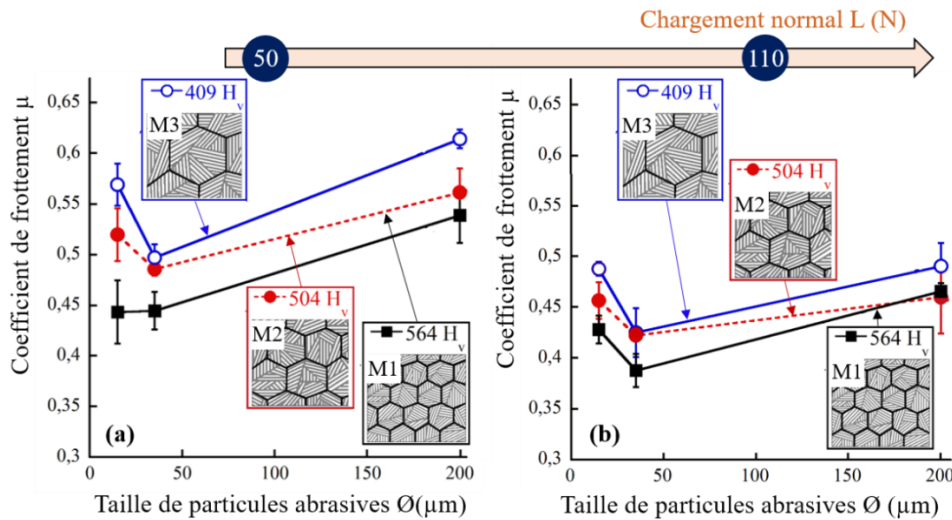 Chargement normal L (N)
50
110
Coefficient de frottement μ
0,65
0,6
0,55
0,5
0,45
0,4
0,35
0,3
0
50
100
150
200
Taille de particules abrasives Ø(µm)
(a)
409 Hv
M3
504 Hv
M2
564 Hv
M1
Coefficient de frottement μ
0,65
0,6
0,55
0,5
0,45
0,4
0,35
0,3
0
50
100
150
200
Taille de particules abrasives Ø (µm)
(b)
409 Hv
M3
504 Hv
M2
564 Hv
M1